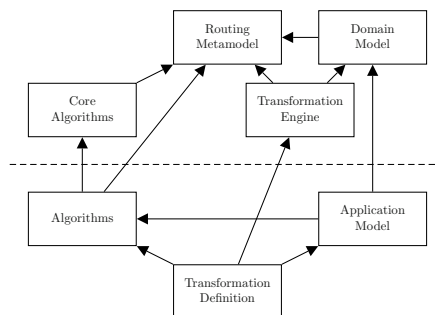 Routing
Metamodel
Domain
Model
Core
Algorithms
Transformation
Engine
Algorithms
Application
Model
Transformation
Definition